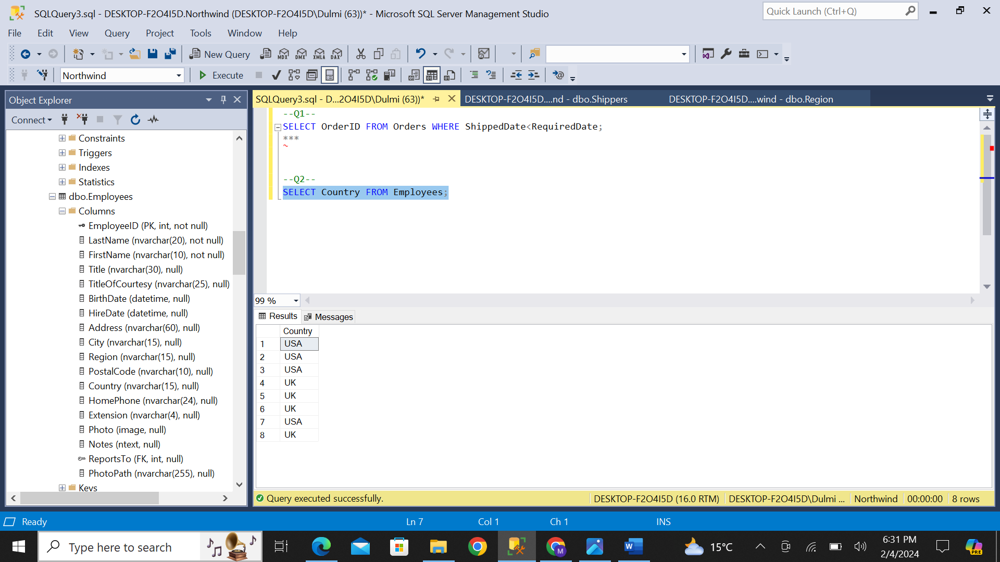 SQLQuery3.sql - DESKTOP-F2O4I5D.Northwind (DESKTOP-F2O4I5D\Dulmi (63))* - Microsoft SQL Server Management Studio
Quick Launch (Ctrl+Q)
File Edit View Query Project Tools Window Help
New Query MDX DMX XMLA DAX
Northwind Execute
Object Explorer
Connect
Constraints
Triggers
Indexes
Statistics
dbo.Employees
Columns
EmployeeID (PK, int, not null)
LastName (nvarchar(20), not null)
FirstName (nvarchar(10), not null)
Title (nvarchar(30), null)
TitleOfCourtesy (nvarchar(25), null)
BirthDate (datetime, null)
HireDate (datetime, null)
Address (nvarchar(60), null)
City (nvarchar(15), null)
Region (nvarchar(15), null)
PostalCode (nvarchar(10), null)
Country (nvarchar(15), null)
HomePhone (nvarchar(24), null)
Extension (nvarchar(4), null)
Photo (image, null)
Notes (ntext, null)
ReportsTo (FK, int, null)
PhotoPath (nvarchar(255), null)
Keys
SQLQuery3.sql - D...2O4I5D\Dulmi (63))* DESKTOP-F2O4I5D....nd - dbo.Shippers DESKTOP-F2O4I5D....wind - dbo.Region
--Q1--
SELECT OrderID FROM Orders WHERE ShippedDate<RequiredDate;
***
--Q2--
SELECT Country FROM Employees;
99 %
Results Messages
Country
1 USA
2 USA
3 USA
4 UK
5 UK
6 UK
7 USA
8 UK
Query executed successfully. DESKTOP-F2O4I5D (16.0 RTM) DESKTOP-F2O4I5D\Dulmi ... Northwind 00:00:00 8 rows
Ready Ln 7 Col 1 Ch 1 INS
Type here to search
W M 15°C PRE
6:31 PM
2/4/2024